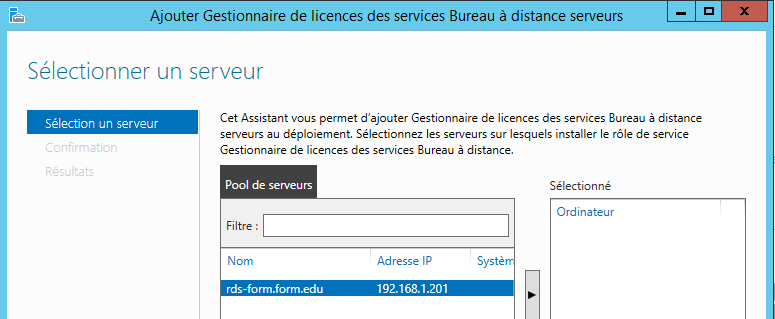 Ajouter Gestionnaire de licences des services Bureau à distance serveurs
Sélectionner un serveur
Sélection un serveur
Confirmation
Résultats
Cet Assistant vous permet d'ajouter Gestionnaire de licences des services Bureau à distance
serveurs au déploiement. Sélectionnez les serveurs sur lesquels installer le rôle de service
Gestionnaire de licences des services Bureau à distance.
Pool de serveurs
Filtre :
Nom Adresse IP Systèm
rds-form.form.edu 192.168.1.201
Sélectionné
Ordinateur